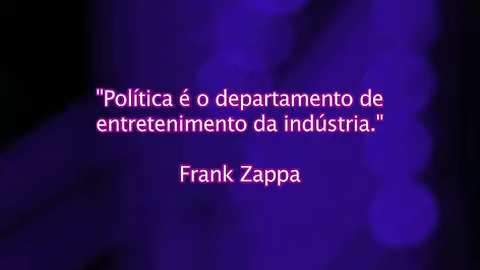 "Política é o departamento de
entretenimento da indústria."
Frank Zappa